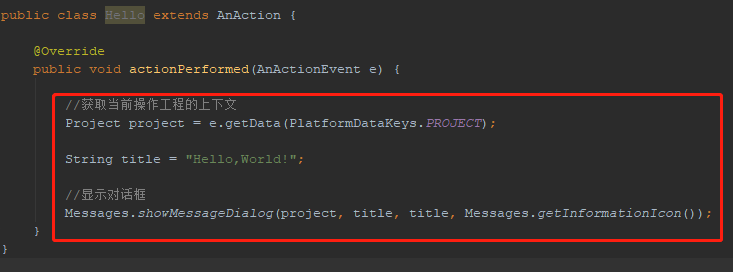 public class Hello extends AnAction {
@Override
public void actionPerformed(AnActionEvent e) {
//获取当前操作工程的上下文
Project project = e.getData(PlatformDataKeys.PROJECT);
String title = "Hello,World!";
//显示对话框
Messages.showMessageDialog(project, title, title, Messages.getInformationIcon());
}
}